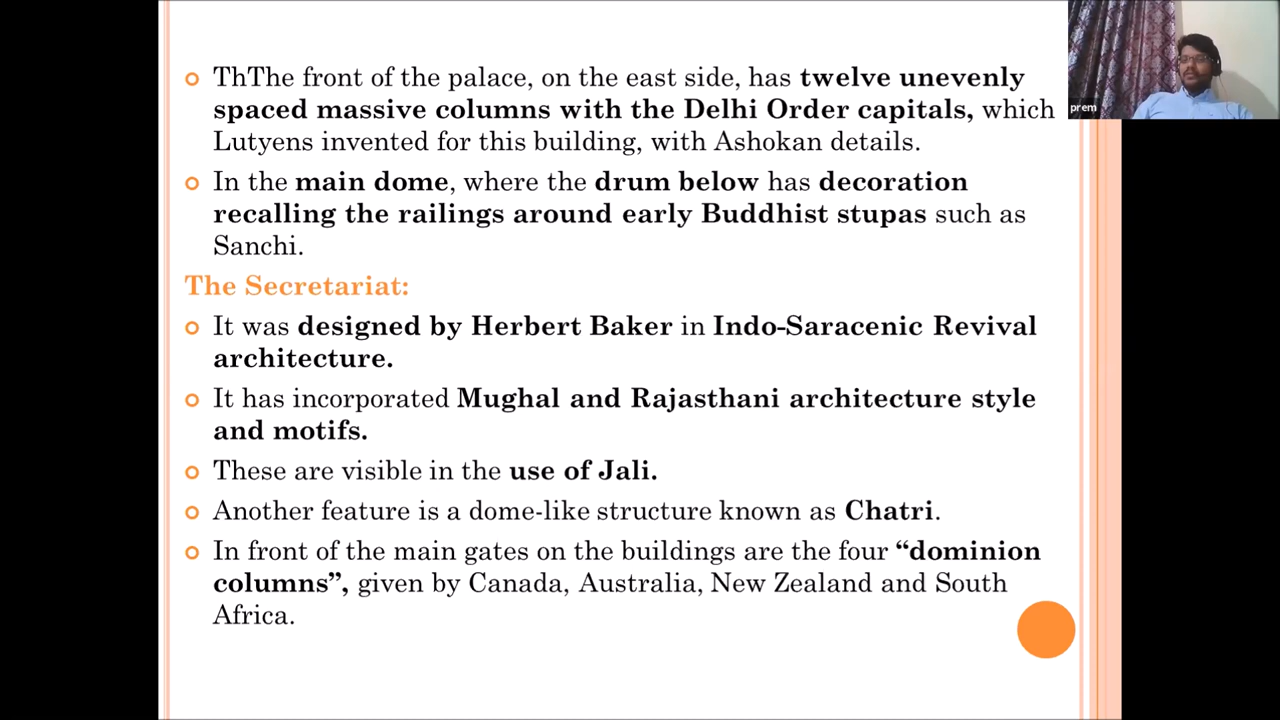 ThThe front of the palace, on the east side, has twelve unevenly
spaced massive columns with the Delhi Order capitals, which
Lutyens invented for this building, with Ashokan details.
In the main dome, where the drum below has decoration
recalling the railings around early Buddhist stupas such as
Sanchi.
The Secretariat:
It was designed by Herbert Baker in Indo-Saracenic Revival
architecture.
It has incorporated Mughal and Rajasthani architecture style
and motifs.
These are visible in the use of Jali.
Another feature is a dome-like structure known as Chatri.
In front of the main gates on the buildings are the four “dominion
columns”, given by Canada, Australia, New Zealand and South
Africa.
prem